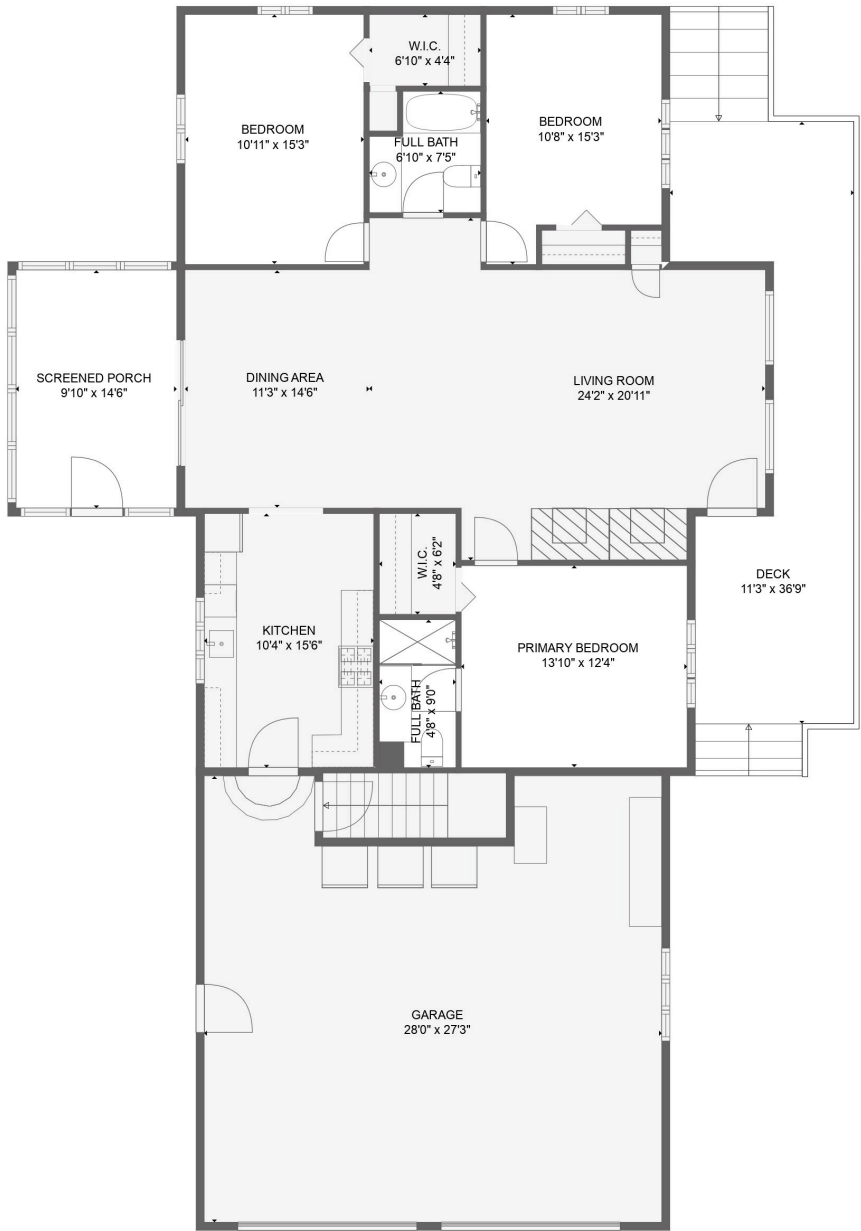 W.I.C.
6'10" x 4'4"
BEDROOM
10'11" x 15'3"
BEDROOM
10'8" x 15'3"
FULL BATH
6'10" x 7'5"
SCREENED PORCH
9'10" x 14'6"
DINING AREA
11'3" x 14'6"
LIVING ROOM
24'2" x 20'11"
W.I.C.
4'8" x 6'2"
DECK
11'3" x 36'9"
KITCHEN
10'4" x 15'6"
PRIMARY BEDROOM
13'10" x 12'4"
FULL BATH
4'8" x 9'0"
GARAGE
28'0" x 27'3"